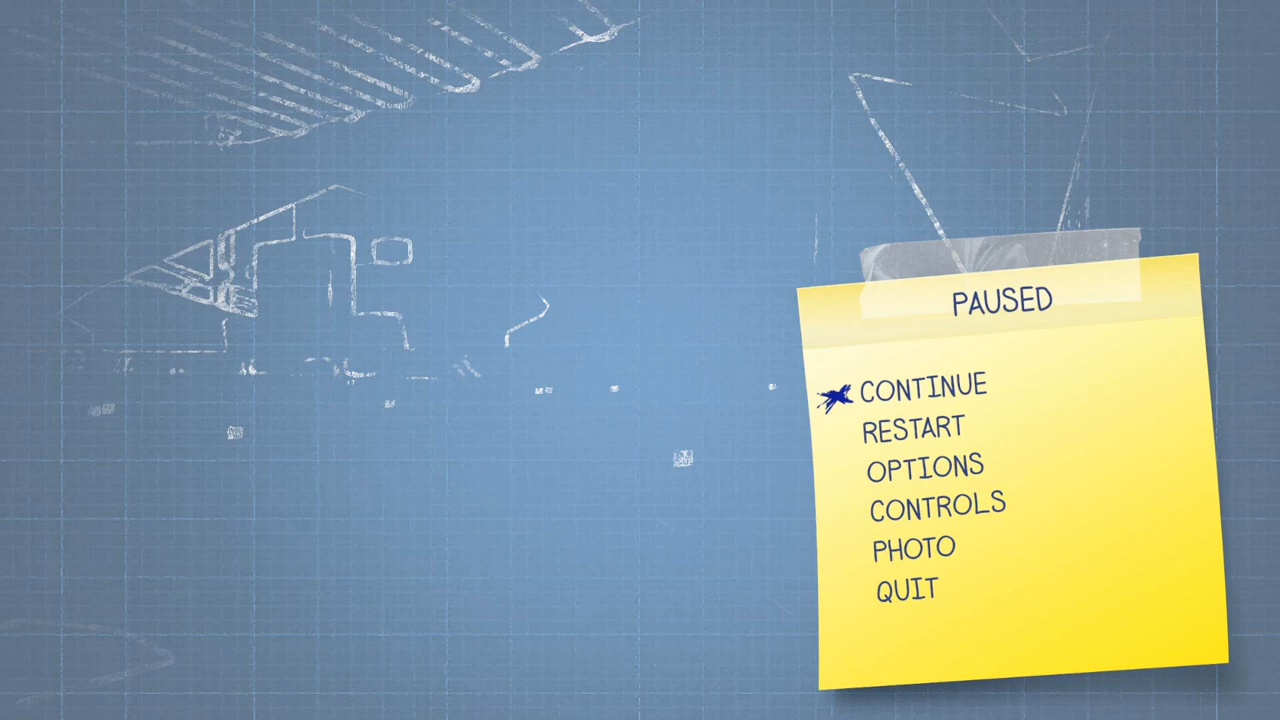 PAUSED
CONTINUE
RESTART
OPTIONS
CONTROLS
PHOTO
QUIT